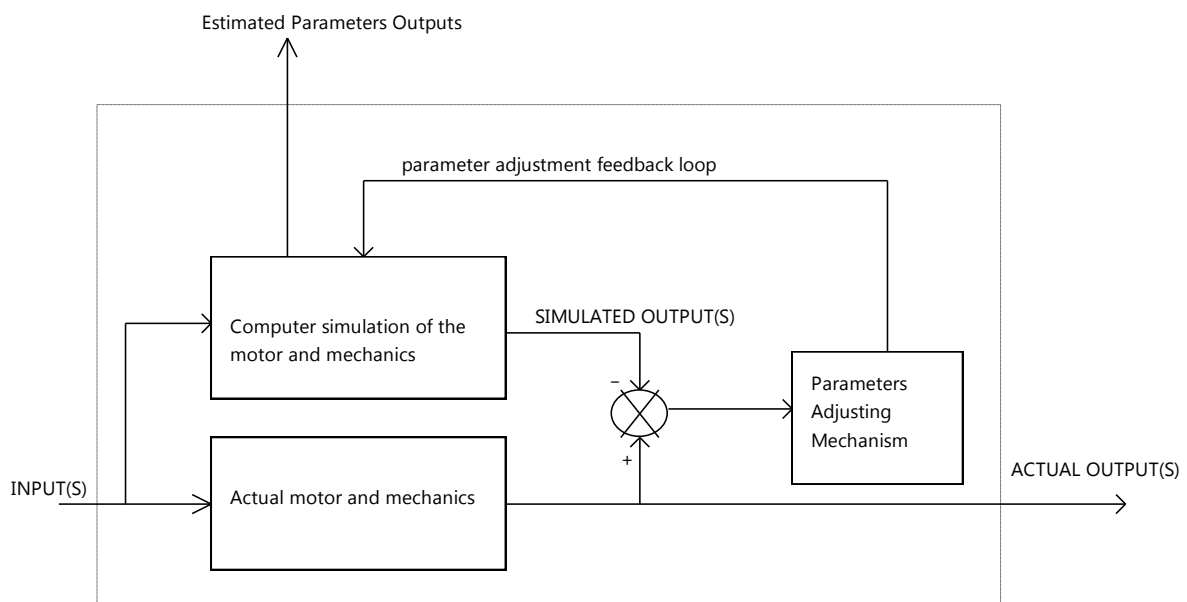 Estimated Parameters Outputs
parameter adjustment feedback loop
Computer simulation of the
motor and mechanics
SIMULATED OUTPUT(S)
−
Parameters
Adjusting
Mechanism
+
INPUT(S)
Actual motor and mechanics
ACTUAL OUTPUT(S)